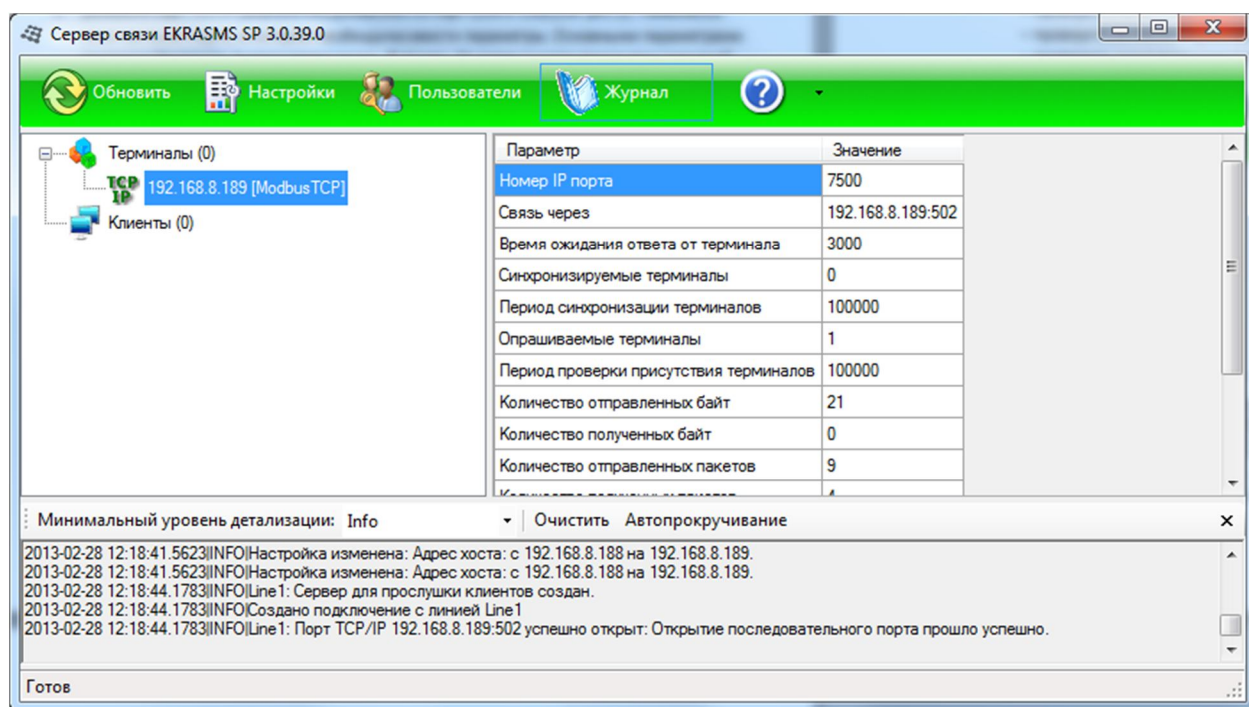 Сервер связи EKRASMS SP 3.0.39.0
Обновить Настройки Пользователи Журнал
Терминалы (0)
TCP IP 192.168.8.189 [ModbusTCP]
Клиенты (0)
Параметр Значение
Номер IP порта 7500
Связь через 192.168.8.189:502
Время ожидания ответа от терминала 3000
Синхронизируемые терминалы 0
Период синхронизации терминалов 100000
Опрашиваемые терминалы 1
Период проверки присутствия терминалов 100000
Количество отправленных байт 21
Количество полученных байт 0
Количество отправленных пакетов 9
Минимальный уровень детализации: Info Очистить Автопрокручивание
2013-02-28 12:18:41.5623|INFO|Настройка изменена: Адрес хоста: с 192.168.8.188 на 192.168.8.189.
2013-02-28 12:18:41.5623|INFO|Настройка изменена: Адрес хоста: с 192.168.8.188 на 192.168.8.189.
2013-02-28 12:18:44.1783|INFO|Line1: Сервер для прослушки клиентов создан.
2013-02-28 12:18:44.1783|INFO|Создано подключение с линией Line1
2013-02-28 12:18:44.1783|INFO|Line1: Порт TCP/IP 192.168.8.189:502 успешно открыт: Открытие последовательного порта прошло успешно.
Готов